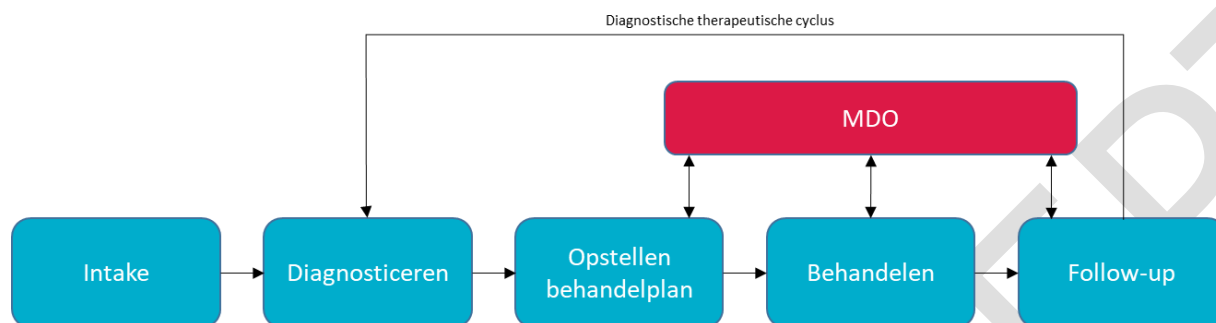 Diagnostische therapeutische cyclus
MDO
Intake
Diagnosticeren
Opstellen
behandelplan
Behandelen
Follow-up